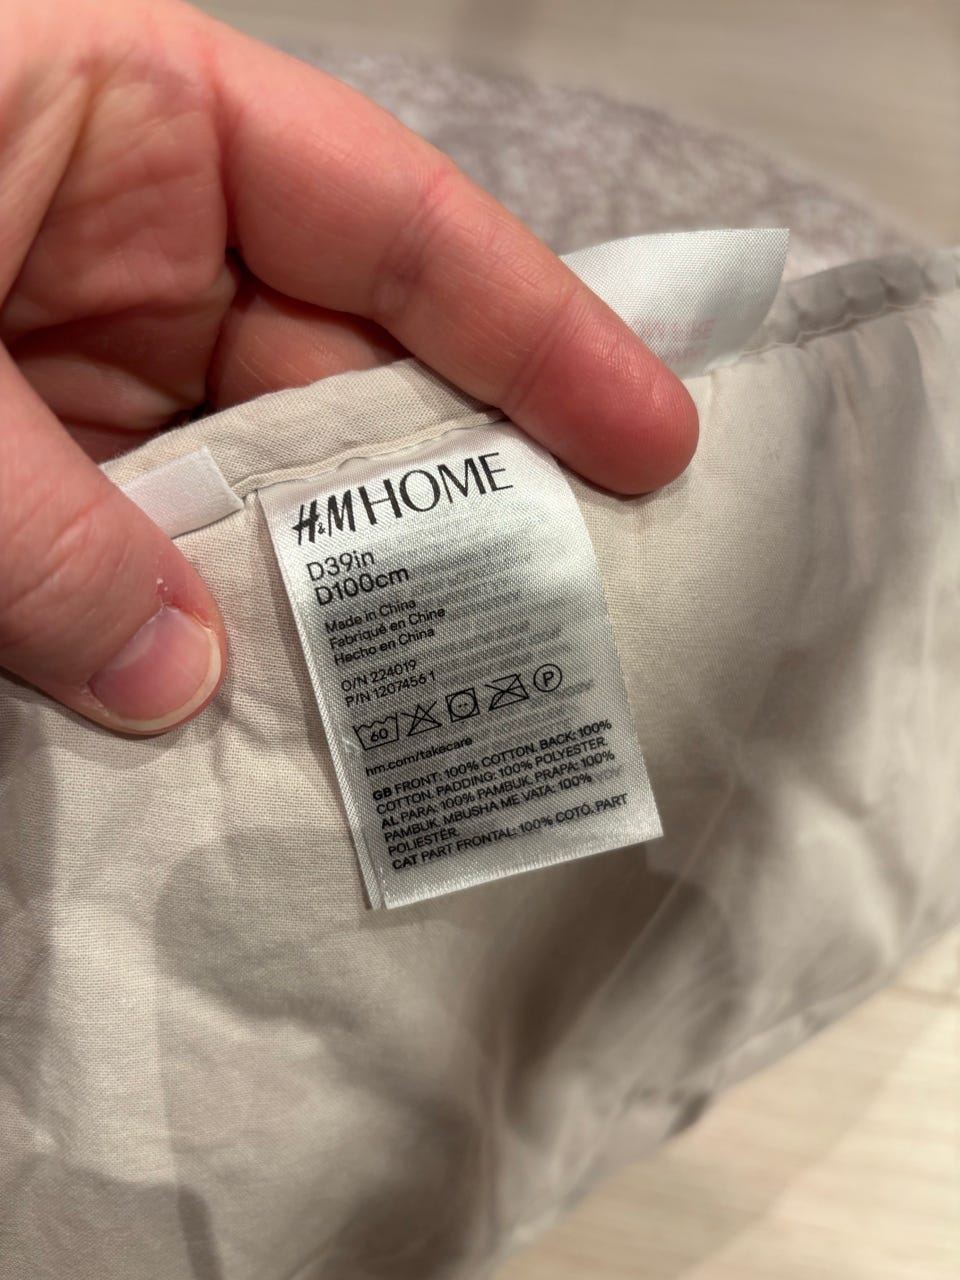 H&M HOME
D39in
D100cm
Made in China
Fabriqué en Chine
Hecho en China
O/N 224019
P/N 1207456 1
60 P
hm.com/takecare
GB FRONT: 100% COTTON. BACK: 100%
COTTON. PADDING: 100% POLYESTER.
AL PARA: 100% PAMBUK. PRAPA: 100%
PAMBUK. MBUSHA ME VATA: 100%
POLIESTËR.
CAT PART FRONTAL: 100% COTÓ. PART